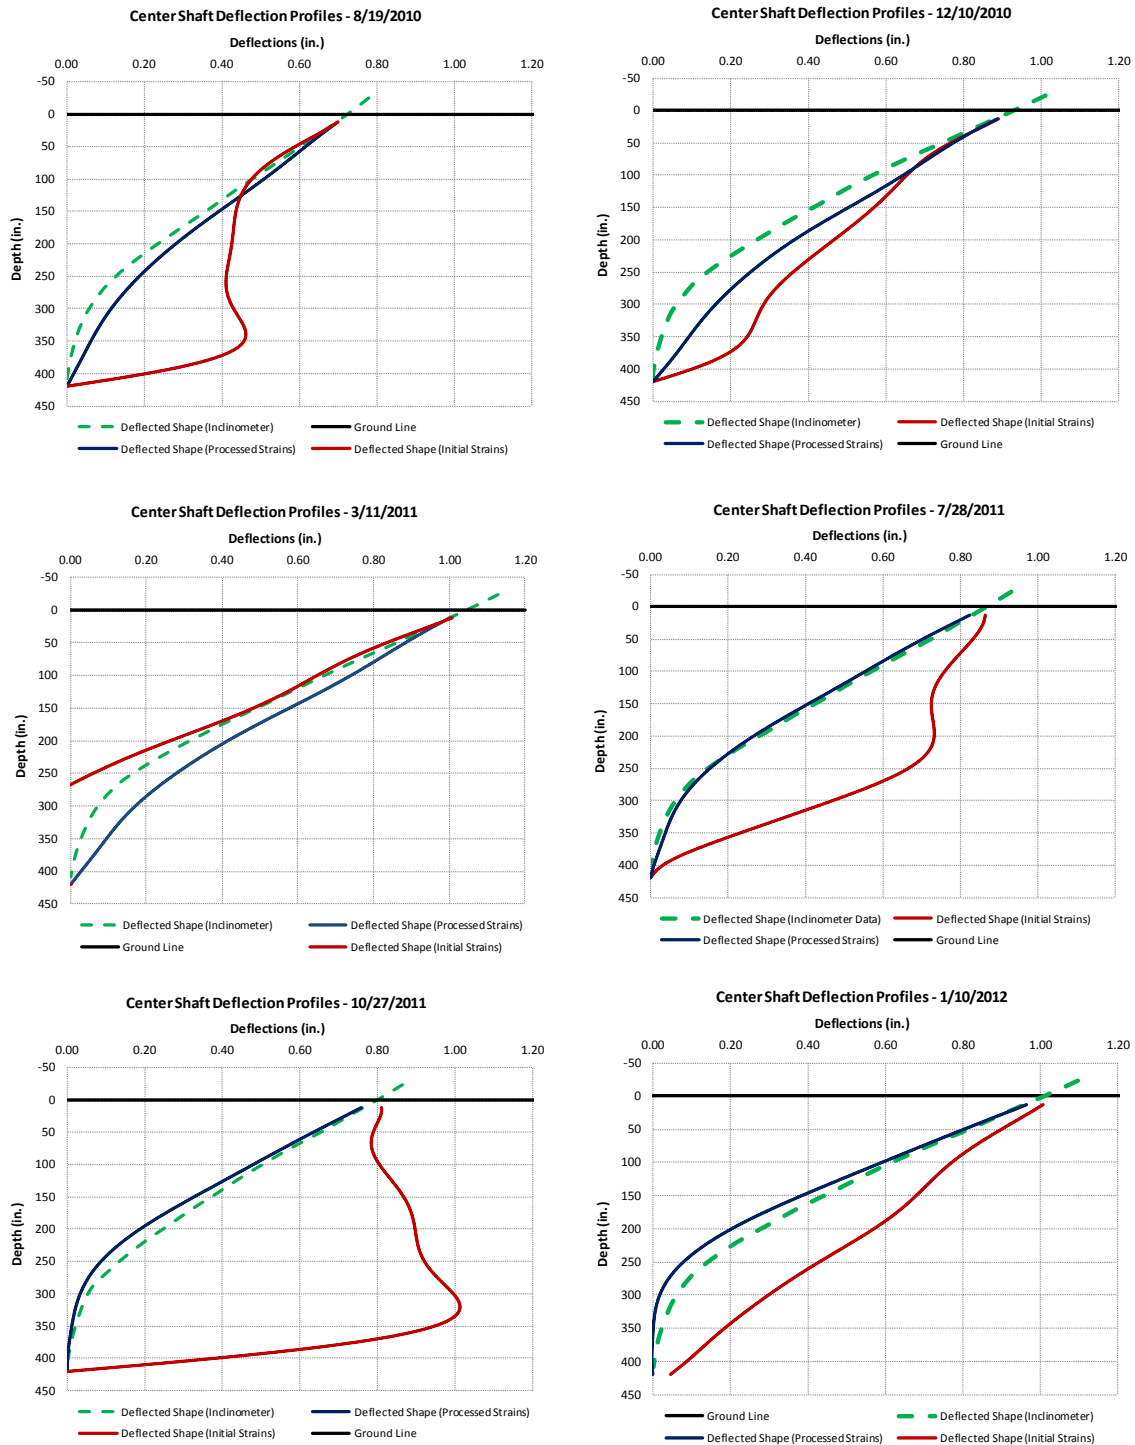 Center Shaft Deflection Profiles - 8/19/2010
Deflections (in.)
0.00 0.20 0.40 0.60 0.80 1.00 1.20
-50
0
50
100
150
200
250
300
350
400
450
Depth (in.)
Deflected Shape (Inclinometer) Ground Line
Deflected Shape (Processed Strains) Deflected Shape (Initial Strains)
Center Shaft Deflection Profiles - 12/10/2010
Deflections (in.)
0.00 0.20 0.40 0.60 0.80 1.00 1.20
-50
0
50
100
150
200
250
300
350
400
450
Depth (in.)
Deflected Shape (Inclinometer) Deflected Shape (Initial Strains)
Deflected Shape (Processed Strains) Ground Line
Center Shaft Deflection Profiles - 3/11/2011
Deflections (in.)
0.00 0.20 0.40 0.60 0.80 1.00 1.20
-50
0
50
100
150
200
250
300
350
400
450
Depth (in.)
Deflected Shape (Inclinometer) Deflected Shape (Processed Strains)
Ground Line Deflected Shape (Initial Strains)
Center Shaft Deflection Profiles - 7/28/2011
Deflections (in.)
0.00 0.20 0.40 0.60 0.80 1.00 1.20
-50
0
50
100
150
200
250
300
350
400
450
Depth (in.)
Deflected Shape (Inclinometer Data) Deflected Shape (Initial Strains)
Deflected Shape (Processed Strains) Ground Line
Center Shaft Deflection Profiles - 10/27/2011
Deflections (in.)
0.00 0.20 0.40 0.60 0.80 1.00 1.20
-50
0
50
100
150
200
250
300
350
400
450
Depth (in.)
Deflected Shape (Inclinometer) Deflected Shape (Processed Strains)
Deflected Shape (Initial Strains) Ground Line
Center Shaft Deflection Profiles - 1/10/2012
Deflections (in.)
0.00 0.20 0.40 0.60 0.80 1.00 1.20
-50
0
50
100
150
200
250
300
350
400
450
Depth (in.)
Ground Line Deflected Shape (Inclinometer)
Deflected Shape (Processed Strains) Deflected Shape (Initial Strains)